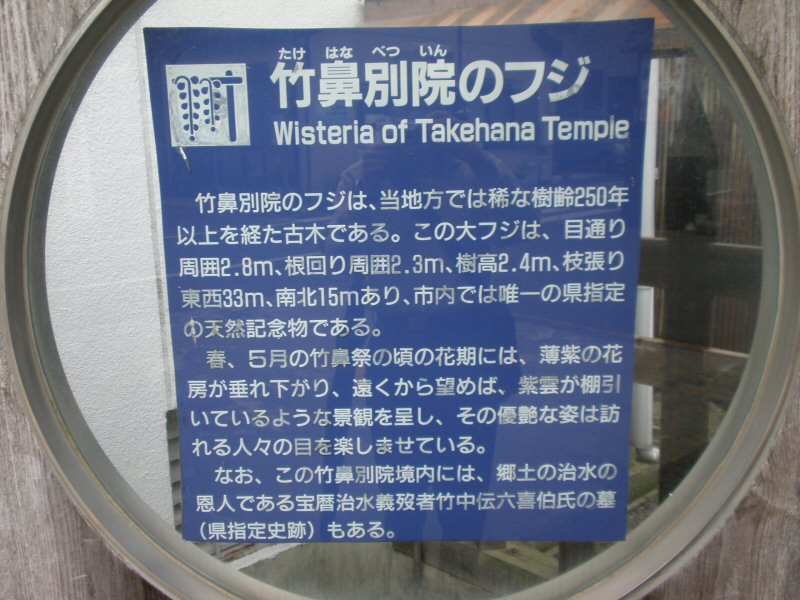 たけ はな べつ いん
竹鼻別院のフジ
Wisteria of Takehana Temple
竹鼻別院のフジは、当地方では稀な樹齢250年
以上を経た古木である。この大フジは、目通り
周囲2.8m、根回り周囲2.3m、樹高2.4m、枝張り
東西33m、南北15mあり、市内では唯一の県指定
の天然記念物である。
春、5月の竹鼻祭の頃の花期には、薄紫の花
房が垂れ下がり、遠くから望めば、紫雲が棚引
いているような景観を呈し、その優艶な姿は訪
れる人々の目を楽しませている。
なお、この竹鼻別院境内には、郷土の治水の
恩人である宝暦治水義歿者竹中伝六喜伯氏の墓
(県指定史跡)もある。